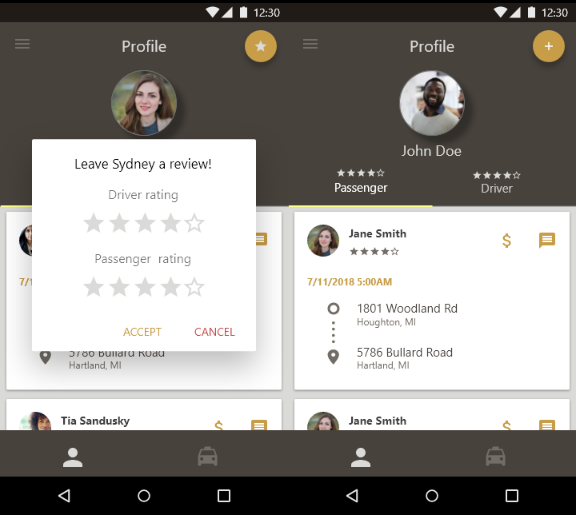 12:30
Profile
Leave Sydney a review!
Driver rating
Passenger rating
ACCEPT CANCEL
7/1
5786 Bullard Road
Hartland, MI
Tia Sandusky
$
12:30
Profile
+
John Doe
Passenger
Driver
Jane Smith
$
7/11/2018 5:00AM
1801 Woodland Rd
Houghton, MI
5786 Bullard Road
Hartland, MI
Jane Smith
$